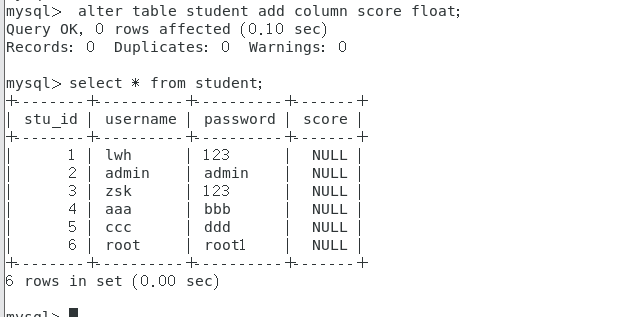 mysql>  alter table student add column score float;
Query OK, 0 rows affected (0.10 sec)
Records: 0  Duplicates: 0  Warnings: 0
mysql> select * from student;
+--------+----------+----------+-------+
| stu_id | username | password | score |
+--------+----------+----------+-------+
|      1 | lwh      | 123      |  NULL |
|      2 | admin    | admin    |  NULL |
|      3 | zsk      | 123      |  NULL |
|      4 | aaa      | bbb      |  NULL |
|      5 | ccc      | ddd      |  NULL |
|      6 | root     | root1    |  NULL |
+--------+----------+----------+-------+
6 rows in set (0.00 sec)
mysql>